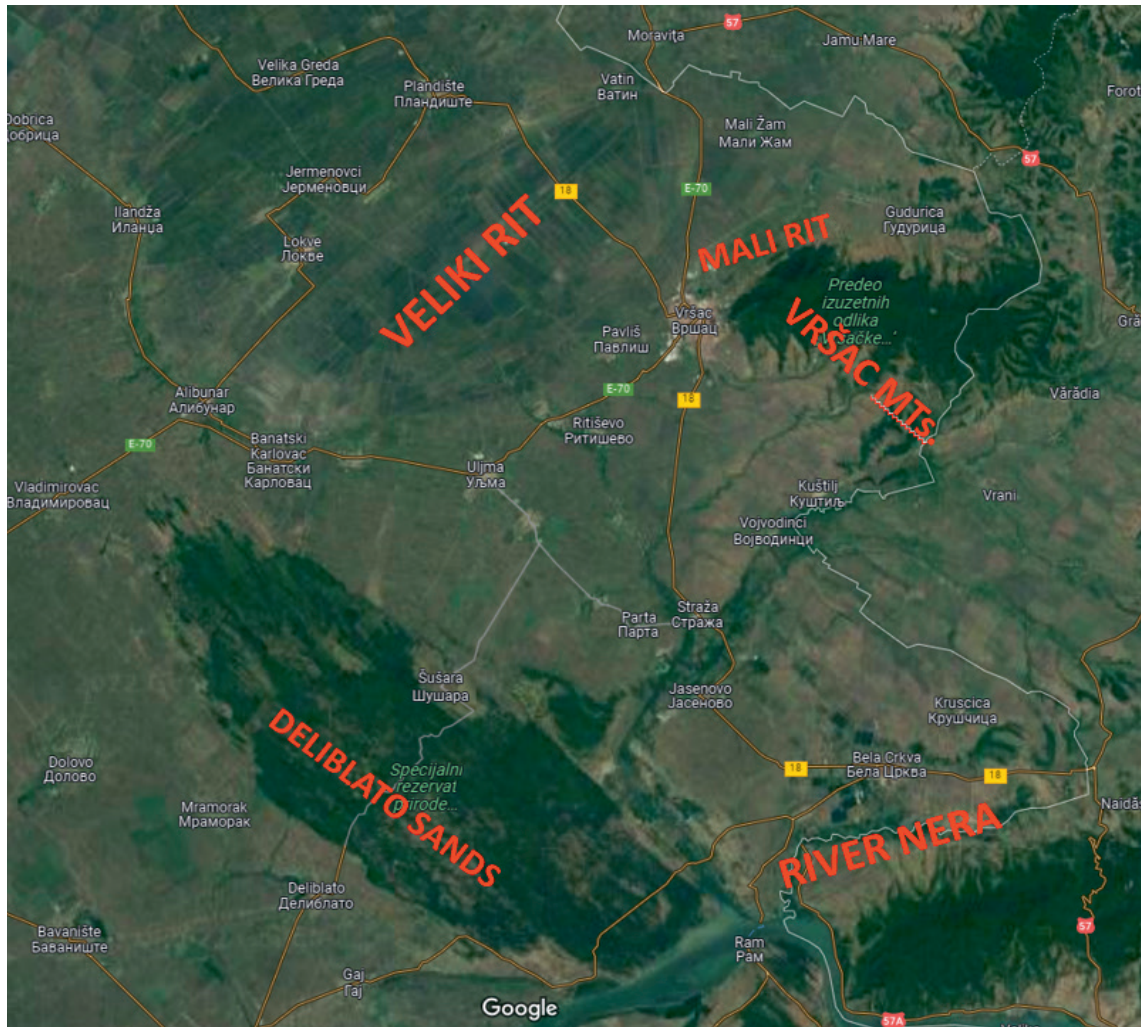 57
Moraviţa
Jamu Mare
Velika Greda
Велика Греда
Plandište
Пландиште
Vatin
Ватин
Forot
Dobrica
Добрица
Mali Žam
Мали Жам
57
Jermenovci
Јерменовци
18
E-70
Ilandža
Иланџа
Gudurica
Гудурица
Lokve
Локве
VELIKI RIT
MALI RIT
Predeo
izuzetnih
odlika
VRŠAC MTs
Vršac
Вршац
Pavliš
Павлиш
Gră
Alibunar
Алибунар
E-70
18
Vărădia
Ritiševo
Ритишево
E-70
Banatski
Karlovac
Банатски
Карловац
Uljma
Уљма
Vladimirovac
Владимировац
Kuštilj
Куштиљ
Vrani
Vojvodinci
Војводинци
Straža
Стража
Parta
Парта
Šušara
Шушара
Jasenovo
Јасеново
Kruscica
Крушчица
DELIBLATO SANDS
Dolovo
Долово
Specijalni
rezervat
prirode...
18
Bela Crkva
Бела Црква
18
Naidăș
Mramorak
Мраморак
RIVER NERA
Deliblato
Делиблато
57
Bavanište
Баваниште
Ram
Рам
Gaj
Гај
Google
57A